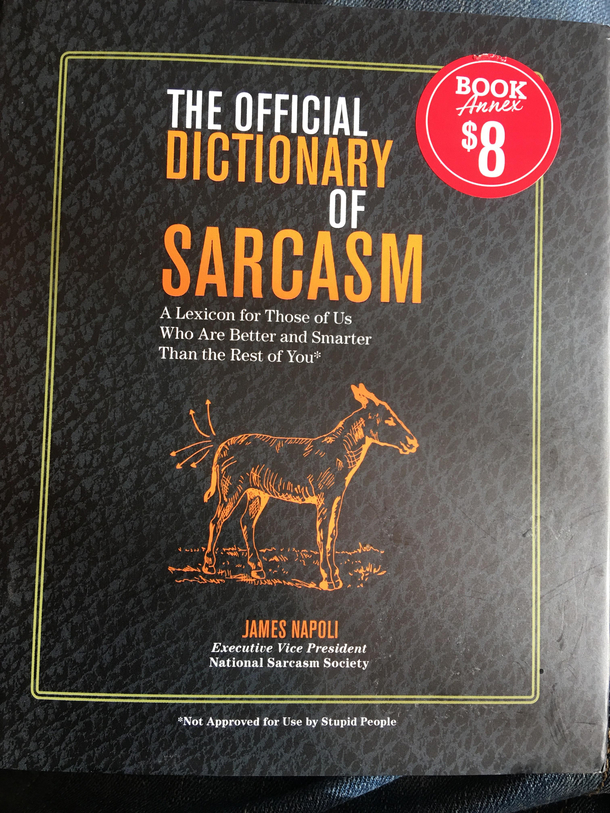 THE OFFICIAL
DICTIONARY
OF
SARCASM
A Lexicon for Those of Us
Who Are Better and Smarter
Than the Rest of You*
BOOK
Annex
$8
JAMES NAPOLI
Executive Vice President
National Sarcasm Society
*Not Approved for Use by Stupid People